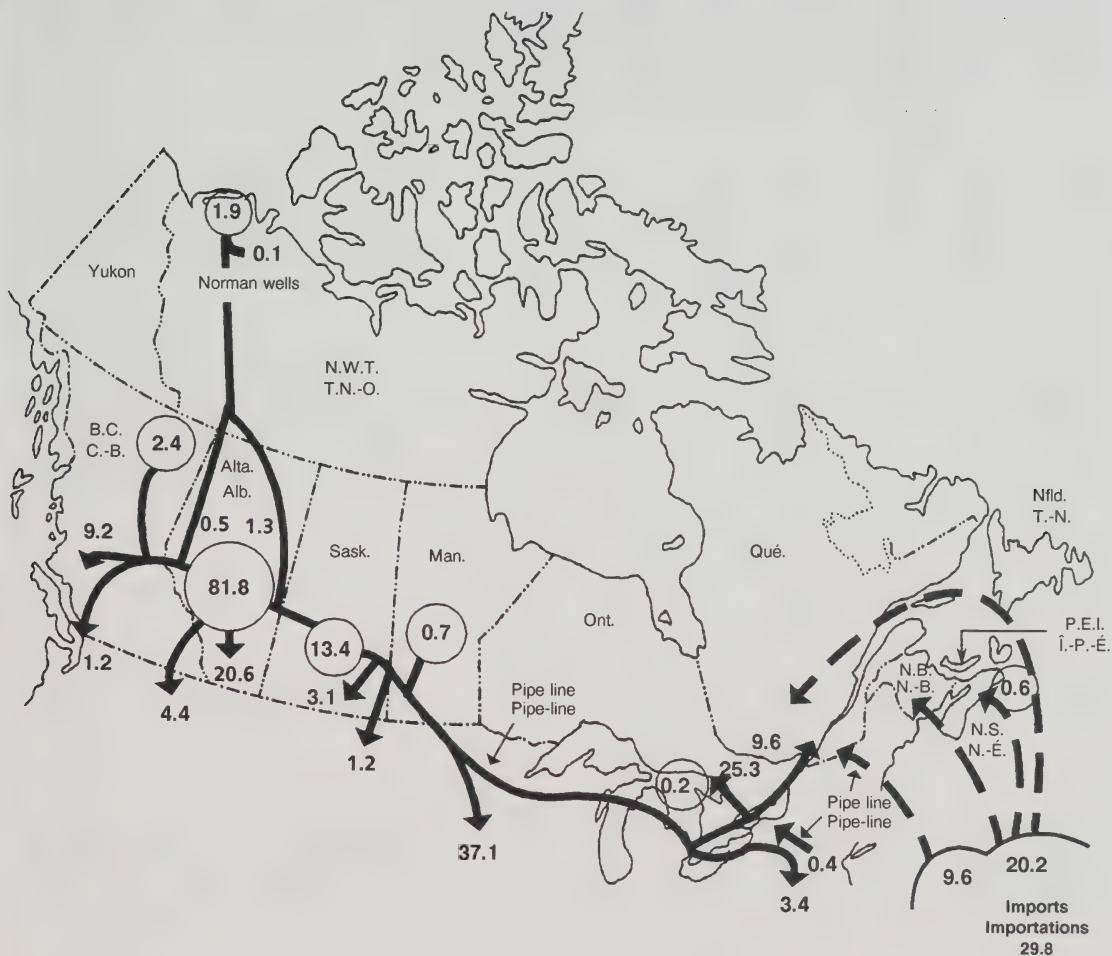 1.9
0.1
Yukon
Norman wells
N.W.T.
T.N.-O.
B.C.
C.-B.
2.4
Alta.
Alb.
Nfld.
T.-N.
9.2
0.5
1.3
Sask.
Man.
Qué.
81.8
Ont.
P.E.I.
Î.-P.-É.
13.4
0.7
1.2
20.6
3.1
N.B.
N.-B.
0.6
4.4
Pipe line
Pipe-line
N.S.
N.-É.
1.2
9.6
25.3
0.2
Pipe line
Pipe-line
37.1
0.4
3.4
9.6
20.2
Imports
Importations
29.8